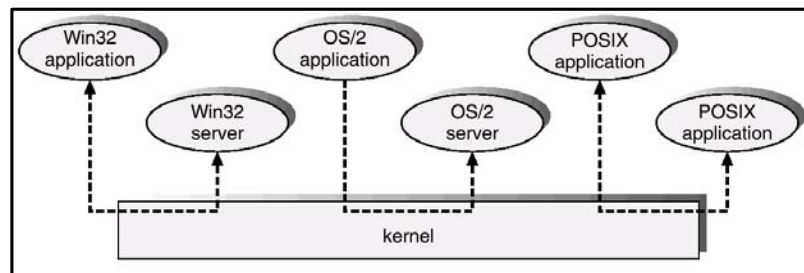 Win32
application
OS/2
application
POSIX
application
Win32
server
OS/2
server
POSIX
application
kernel